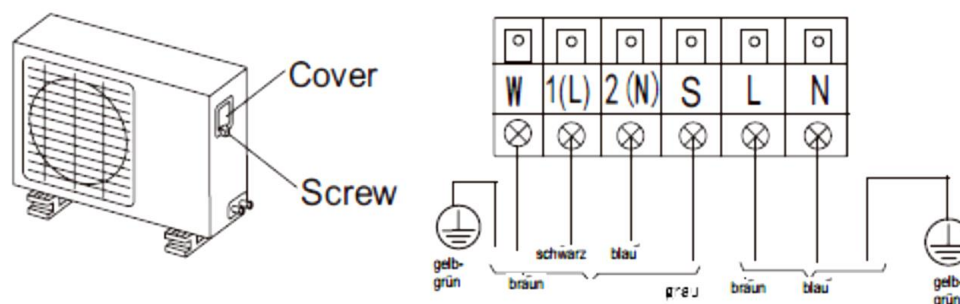 Cover
Screw
W 1(L) 2(N) S L N
schwarz blau
gelb-
grün
braun
grau
braun blau
gelb-
grün